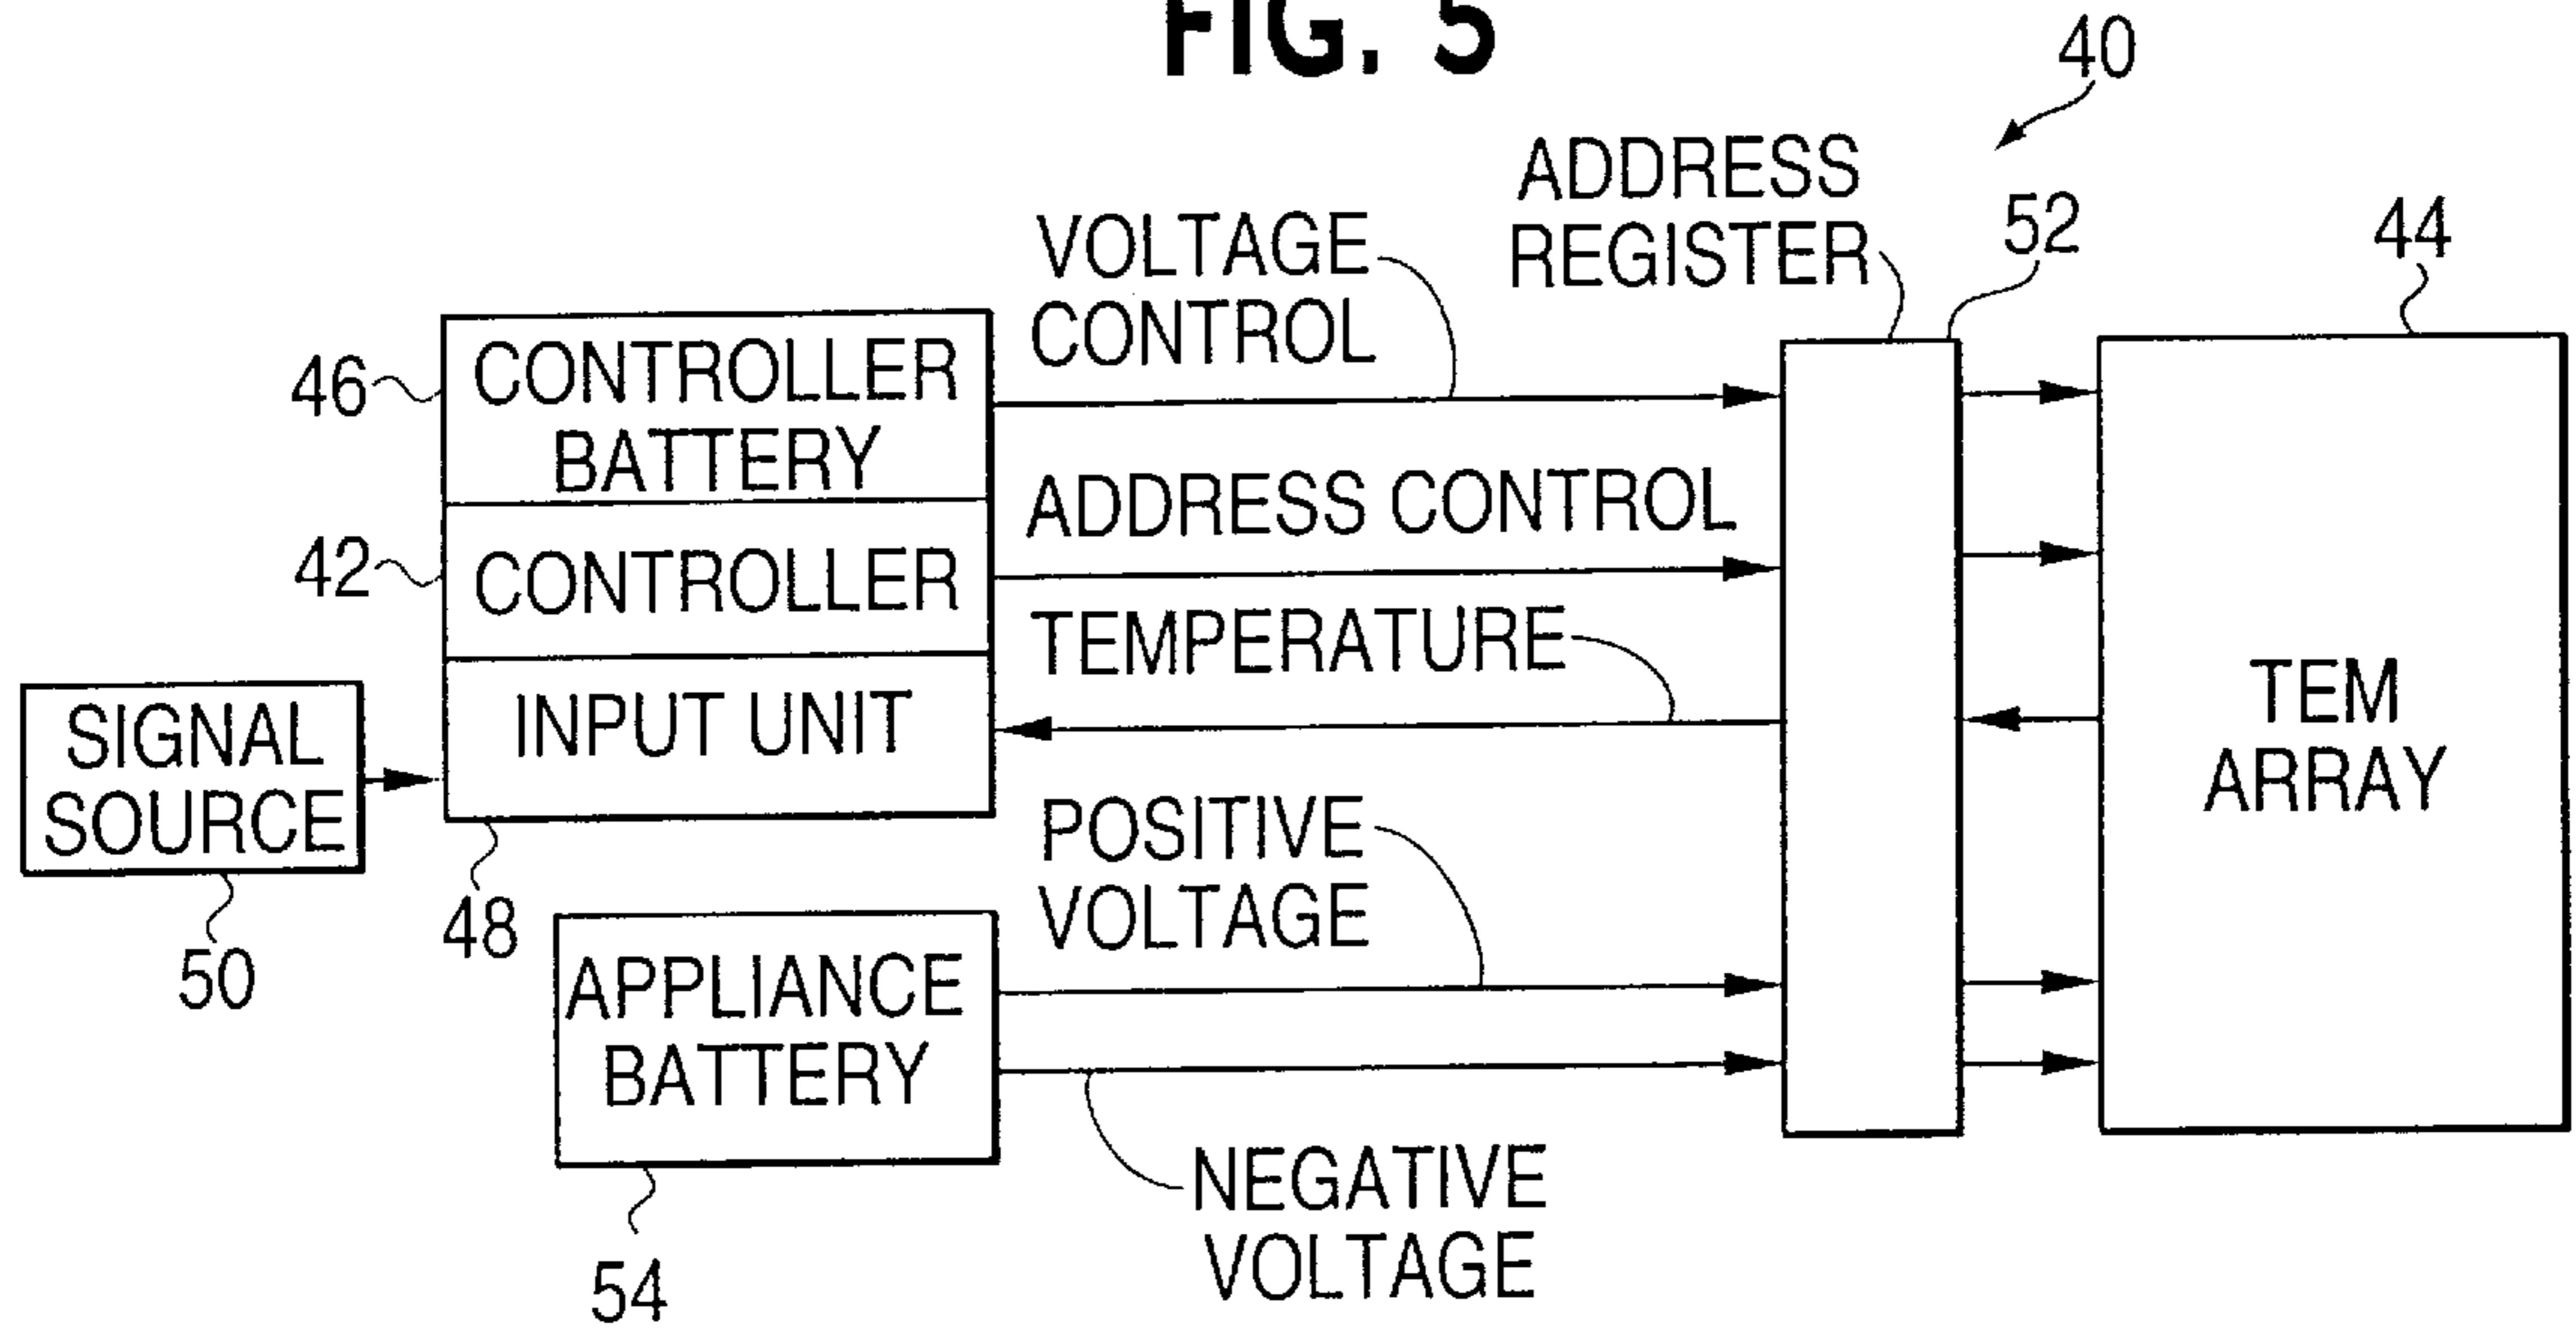 FIG. 5
40
ADDRESS
REGISTER
52
44
VOLTAGE
CONTROL
46
CONTROLLER
BATTERY
ADDRESS CONTROL
42
CONTROLLER
TEMPERATURE
INPUT UNIT
SIGNAL
SOURCE
TEM
ARRAY
50
48
POSITIVE
VOLTAGE
APPLIANCE
BATTERY
54
NEGATIVE
VOLTAGE